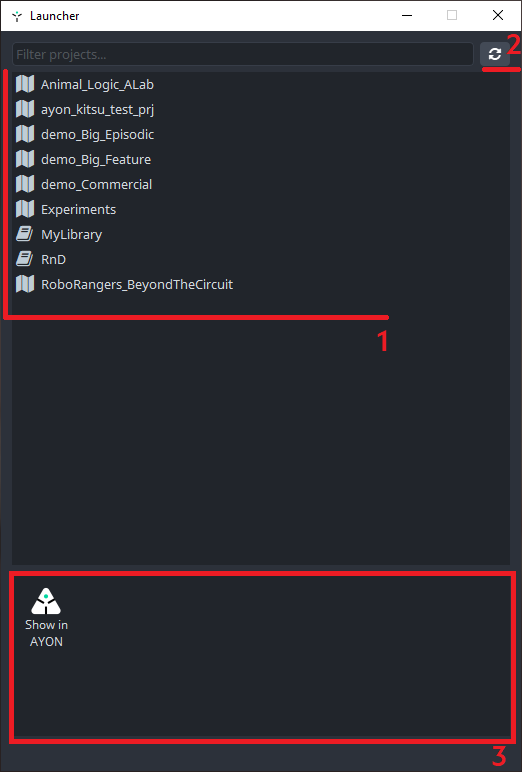 Launcher
Filter projects...
2
Animal_Logic_ALab
ayon_kitsu_test_prj
demo_Big_Episodic
demo_Big_Feature
demo_Commercial
Experiments
MyLibrary
RnD
RoboRangers_BeyondTheCircuit
1
Show in
AYON
3